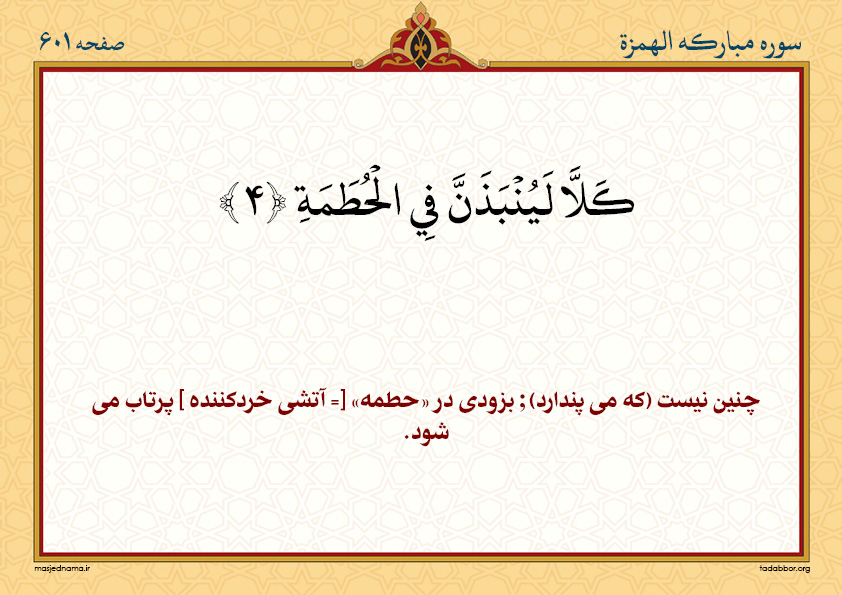 سوره مبارکه الهمزة
صفحه ۶۰۱
كَلَّا لَيُنْبَذَنَّ فِي الْحُطَمَةِ ﴿۴﴾
چنین نیست (که می پندارد) ; بزودی در «حطمه» [= آتشی خردکننده ] پرتاب می
شود.
masjednama.ir
tadabbor.org